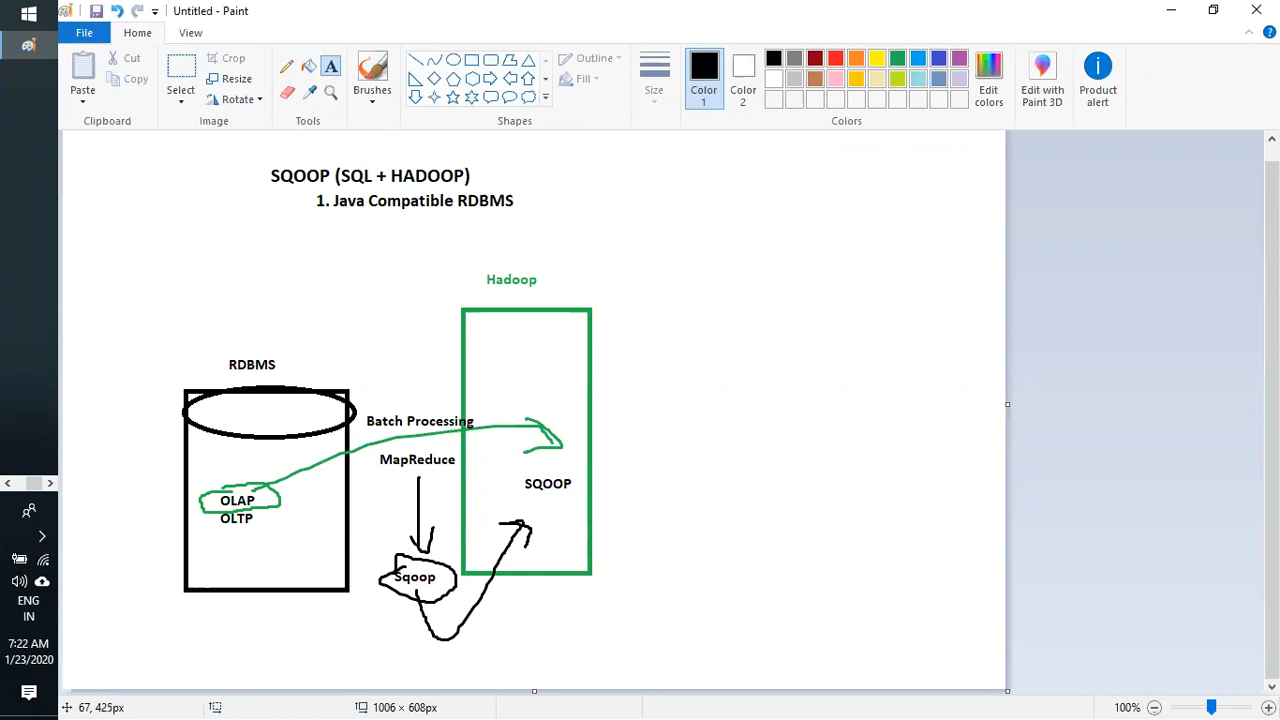 Untitled - Paint
File
Home
View
Paste
Cut
Copy
Clipboard
Select
Crop
Resize
Rotate
Image
Tools
Brushes
Outline
Fill
Shapes
Size
Color 1
Color 2
Edit colors
Colors
Edit with Paint 3D
Product alert
SQOOP (SQL + HADOOP)
1. Java Compatible RDBMS
Hadoop
RDBMS
Batch Processing
MapReduce
SQOOP
OLAP
OLTP
Sqoop
ENG
IN
7:22 AM
1/23/2020
67, 425px
1006 × 608px
100%